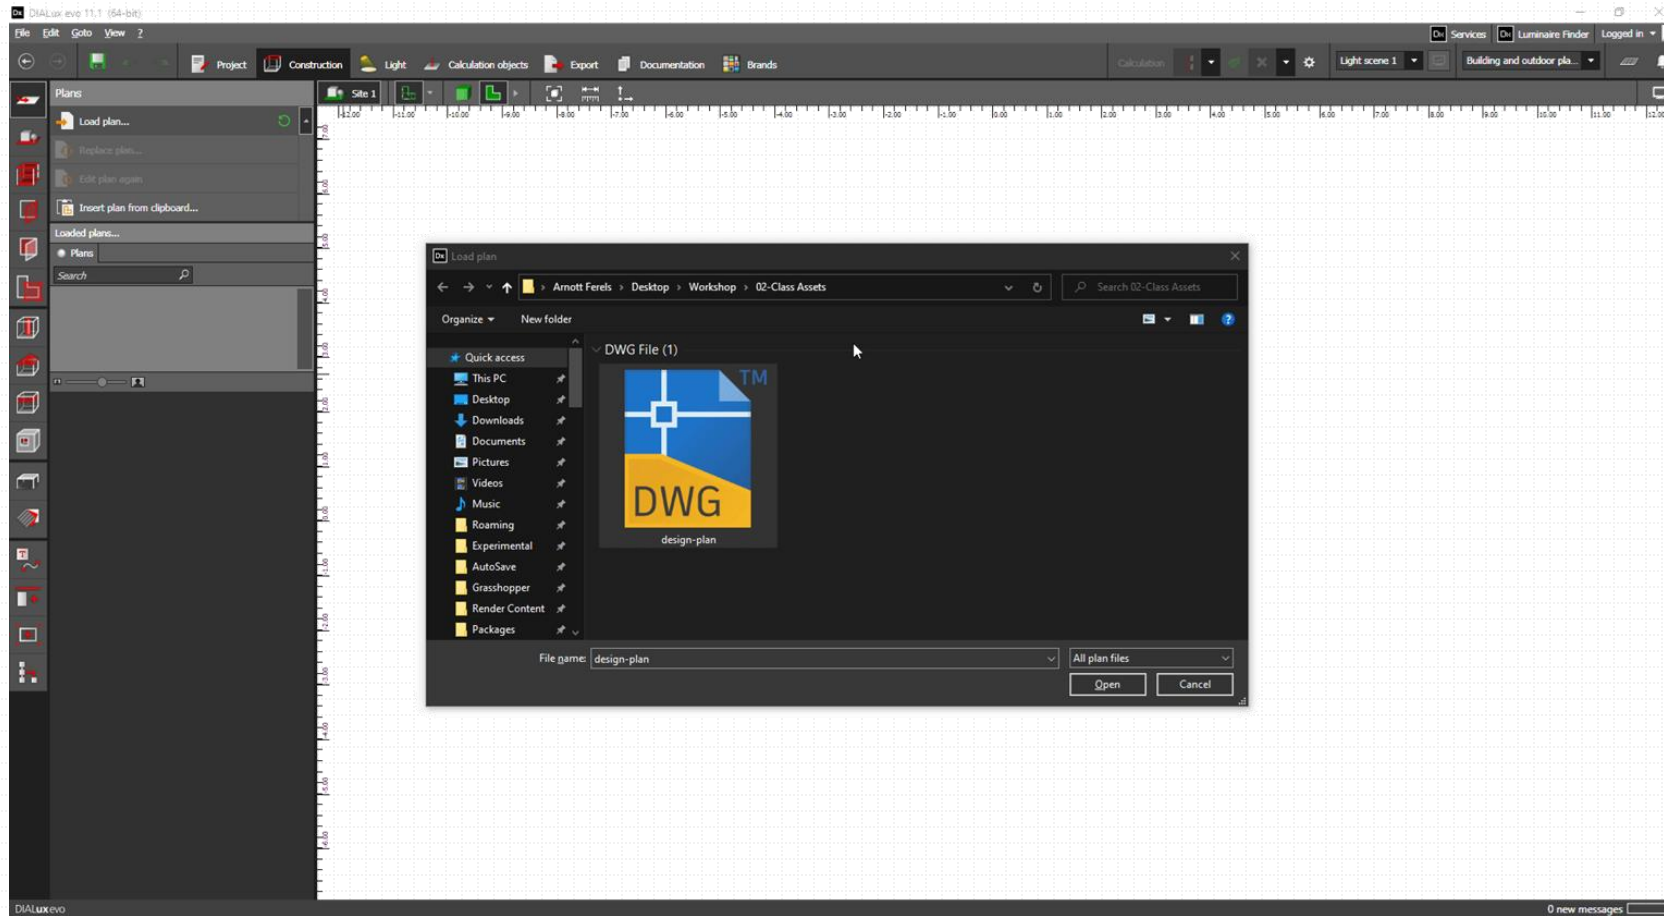 DIALux evo 11.1 (64-bit)
File Edit Goto View ?
Services Luminaire Finder Logged in
Project Construction Light Calculation objects Export Documentation Brands
Calculation Light scene 1 Building and outdoor pla...
Plans
Site 1
Load plan...
Replace plan...
Edit plan again
Insert plan from clipboard...
Loaded plans...
Plans
Search
Load plan
Arnott Ferels > Desktop > Workshop > 02-Class Assets
Search 02-Class Assets
Organize New folder
Quick access
This PC
Desktop
Downloads
Documents
Pictures
Videos
Music
Roaming
Experimental
AutoSave
Grasshopper
Render Content
Packages
DWG File (1)
TM
DWG
design-plan
File name: design-plan
All plan files
Open Cancel
DIALux evo
0 new messages